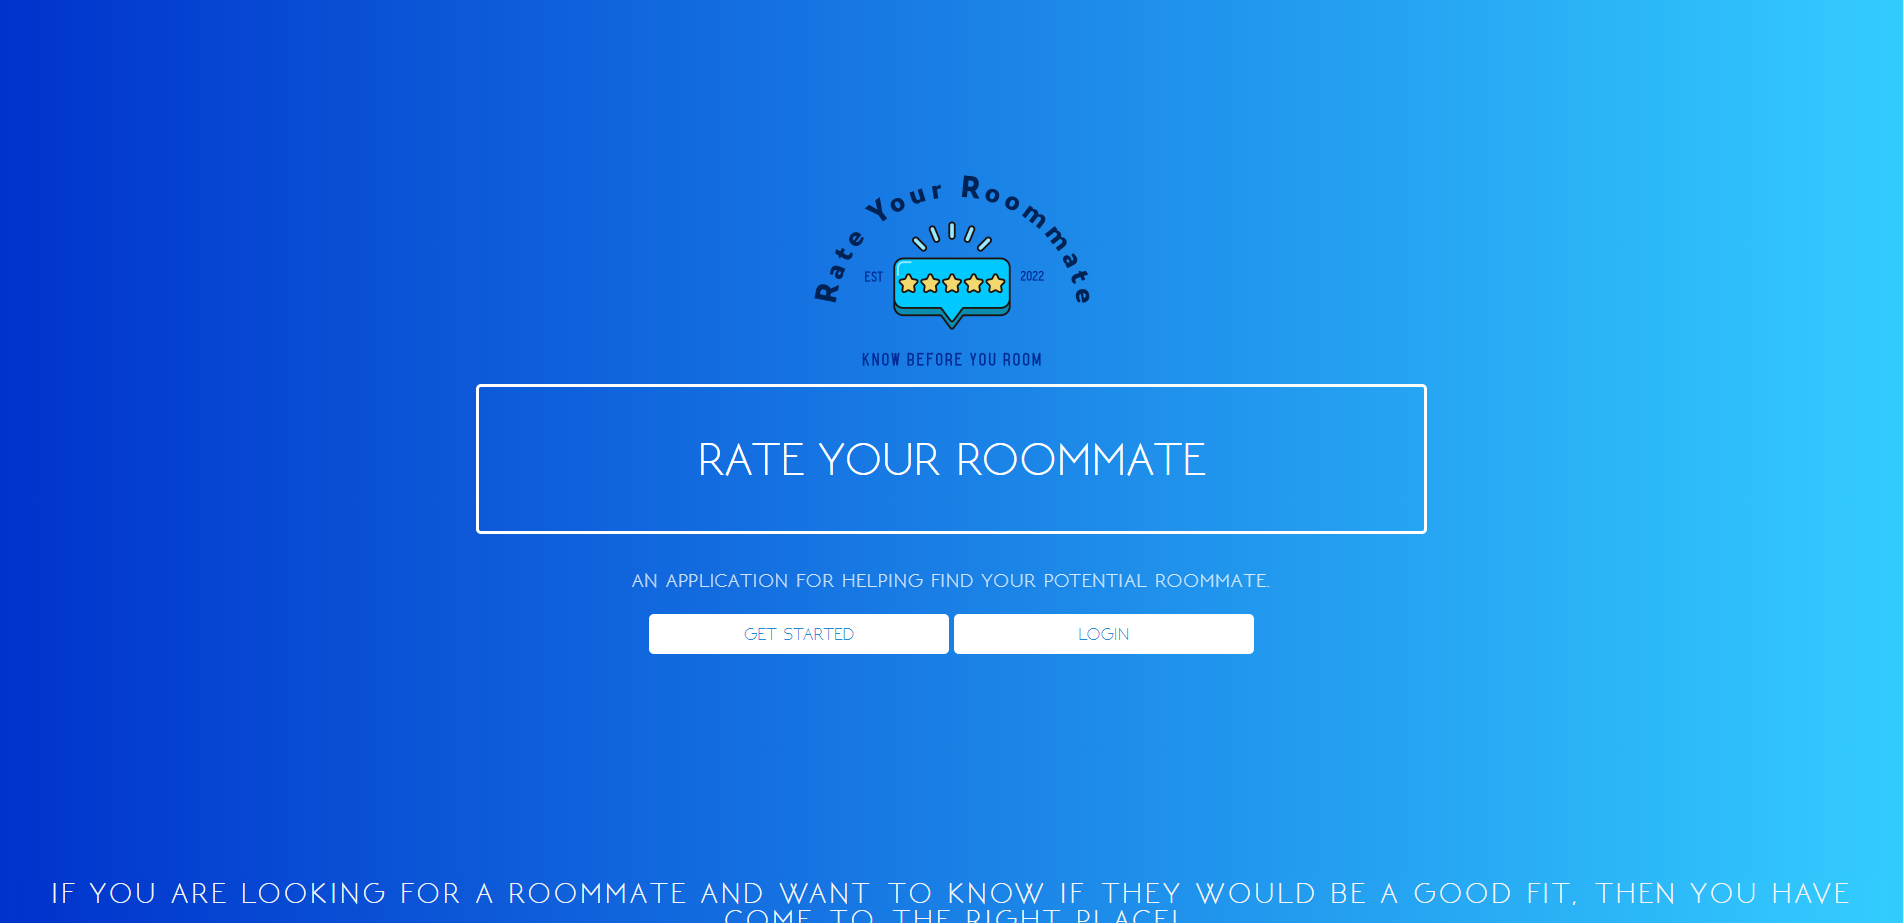 Rate Your Roommate
EST 2022
KNOW BEFORE YOU ROOM
RATE YOUR ROOMMATE
AN APPLICATION FOR HELPING FIND YOUR POTENTIAL ROOMMATE.
GET STARTED LOGIN
IF YOU ARE LOOKING FOR A ROOMMATE AND WANT TO KNOW IF THEY WOULD BE A GOOD FIT, THEN YOU HAVE
COME TO THE RIGHT PLACE!